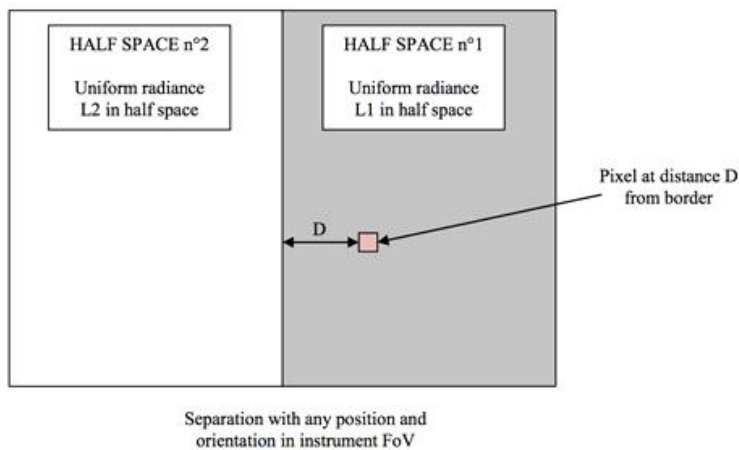 HALF SPACE n°2
Uniform radiance
L2 in half space
HALF SPACE n°1
Uniform radiance
L1 in half space
Pixel at distance D
from border
D
Separation with any position and
orientation in instrument FoV